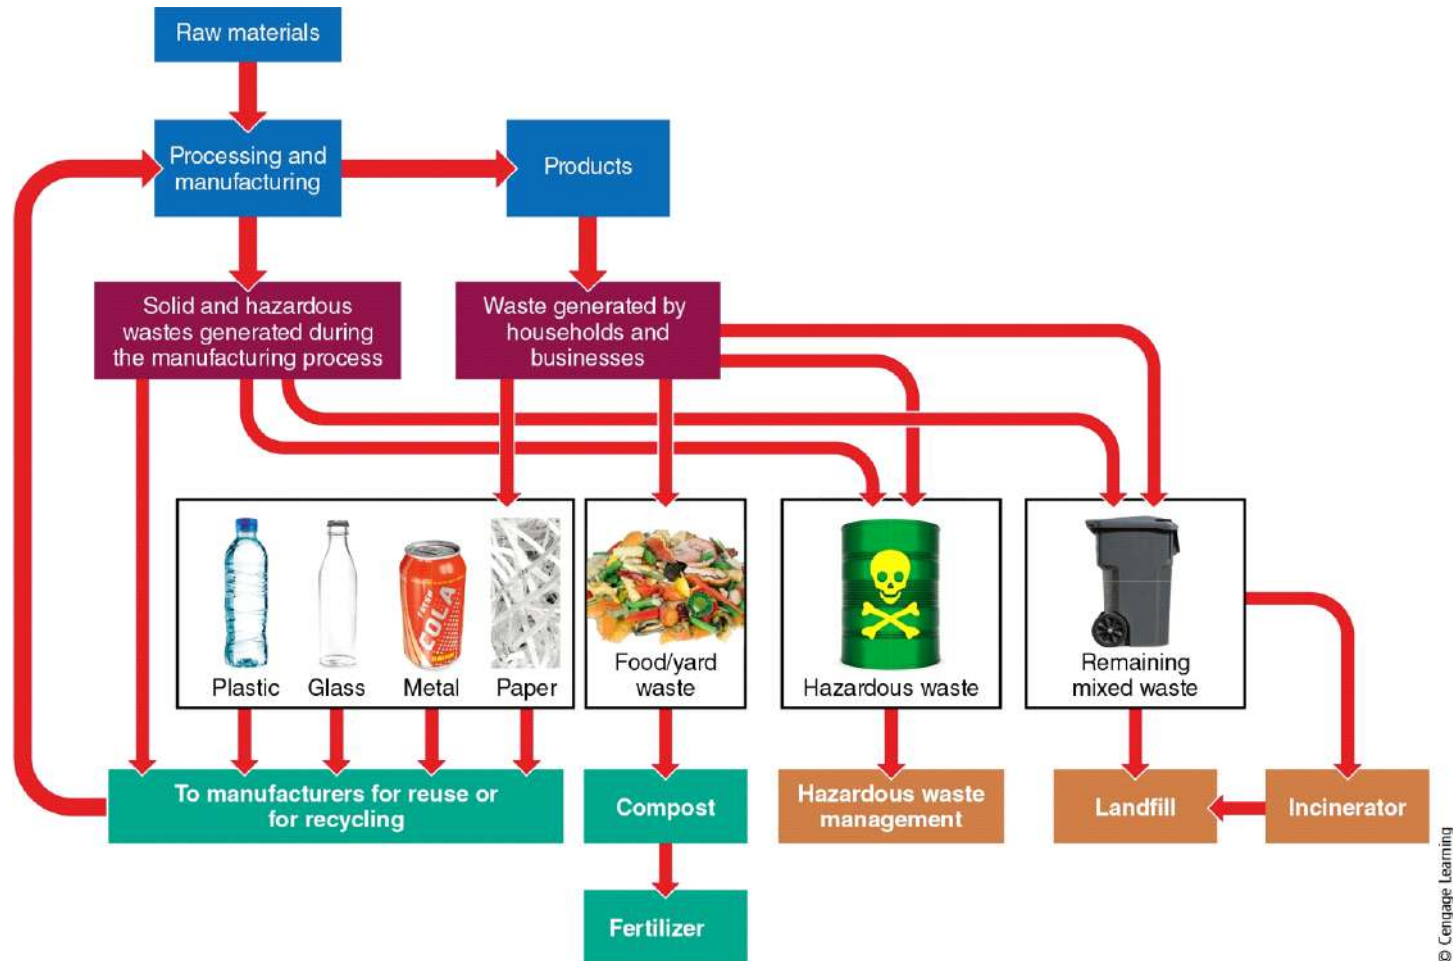 Raw materials
Processing and
manufacturing
Products
Solid and hazardous
wastes generated during
the manufacturing process
Waste generated by
households and
businesses
COLA
Plastic
Glass
Metal
Paper
Food/yard
waste
Hazardous waste
Remaining
mixed waste
To manufacturers for reuse or
for recycling
Compost
Hazardous waste
management
Landfill
Incinerator
Fertilizer
© Cengage Learning